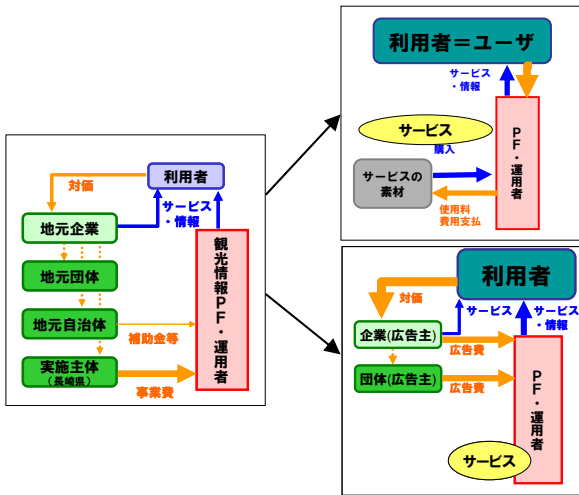 利用者
対価
サービス
・情報
地元企業
地元団体
地元自治体
補助金等
実施主体
（長崎県）
事業費
観光情報PF・運用者
利用者＝ユーザ
サービス
・情報
サービス
購入
サービスの
素材
使用料
費用支払
PF・運用者
利用者
対価
サービス
サービス
・情報
企業(広告主)
広告費
団体(広告主)
広告費
PF・運用者
サービス